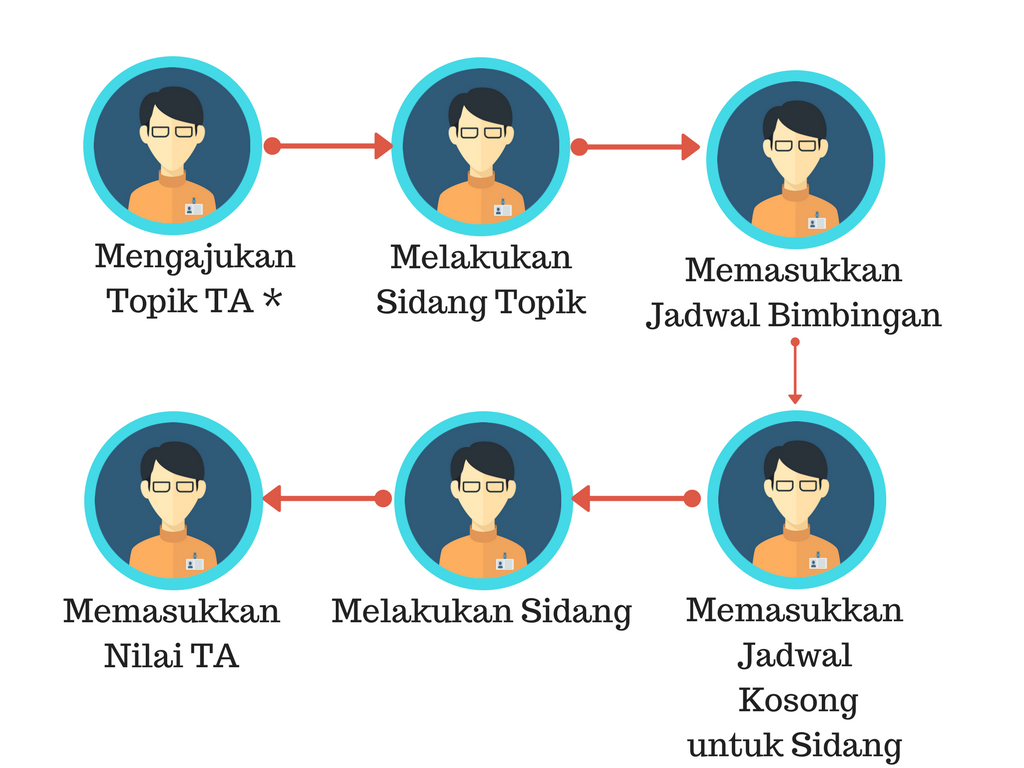 Mengajukan
Topik TA *
Melakukan
Sidang Topik
Memasukkan
Jadwal Bimbingan
Memasukkan
Nilai TA
Melakukan Sidang
Memasukkan
Jadwal
Kosong
untuk Sidang